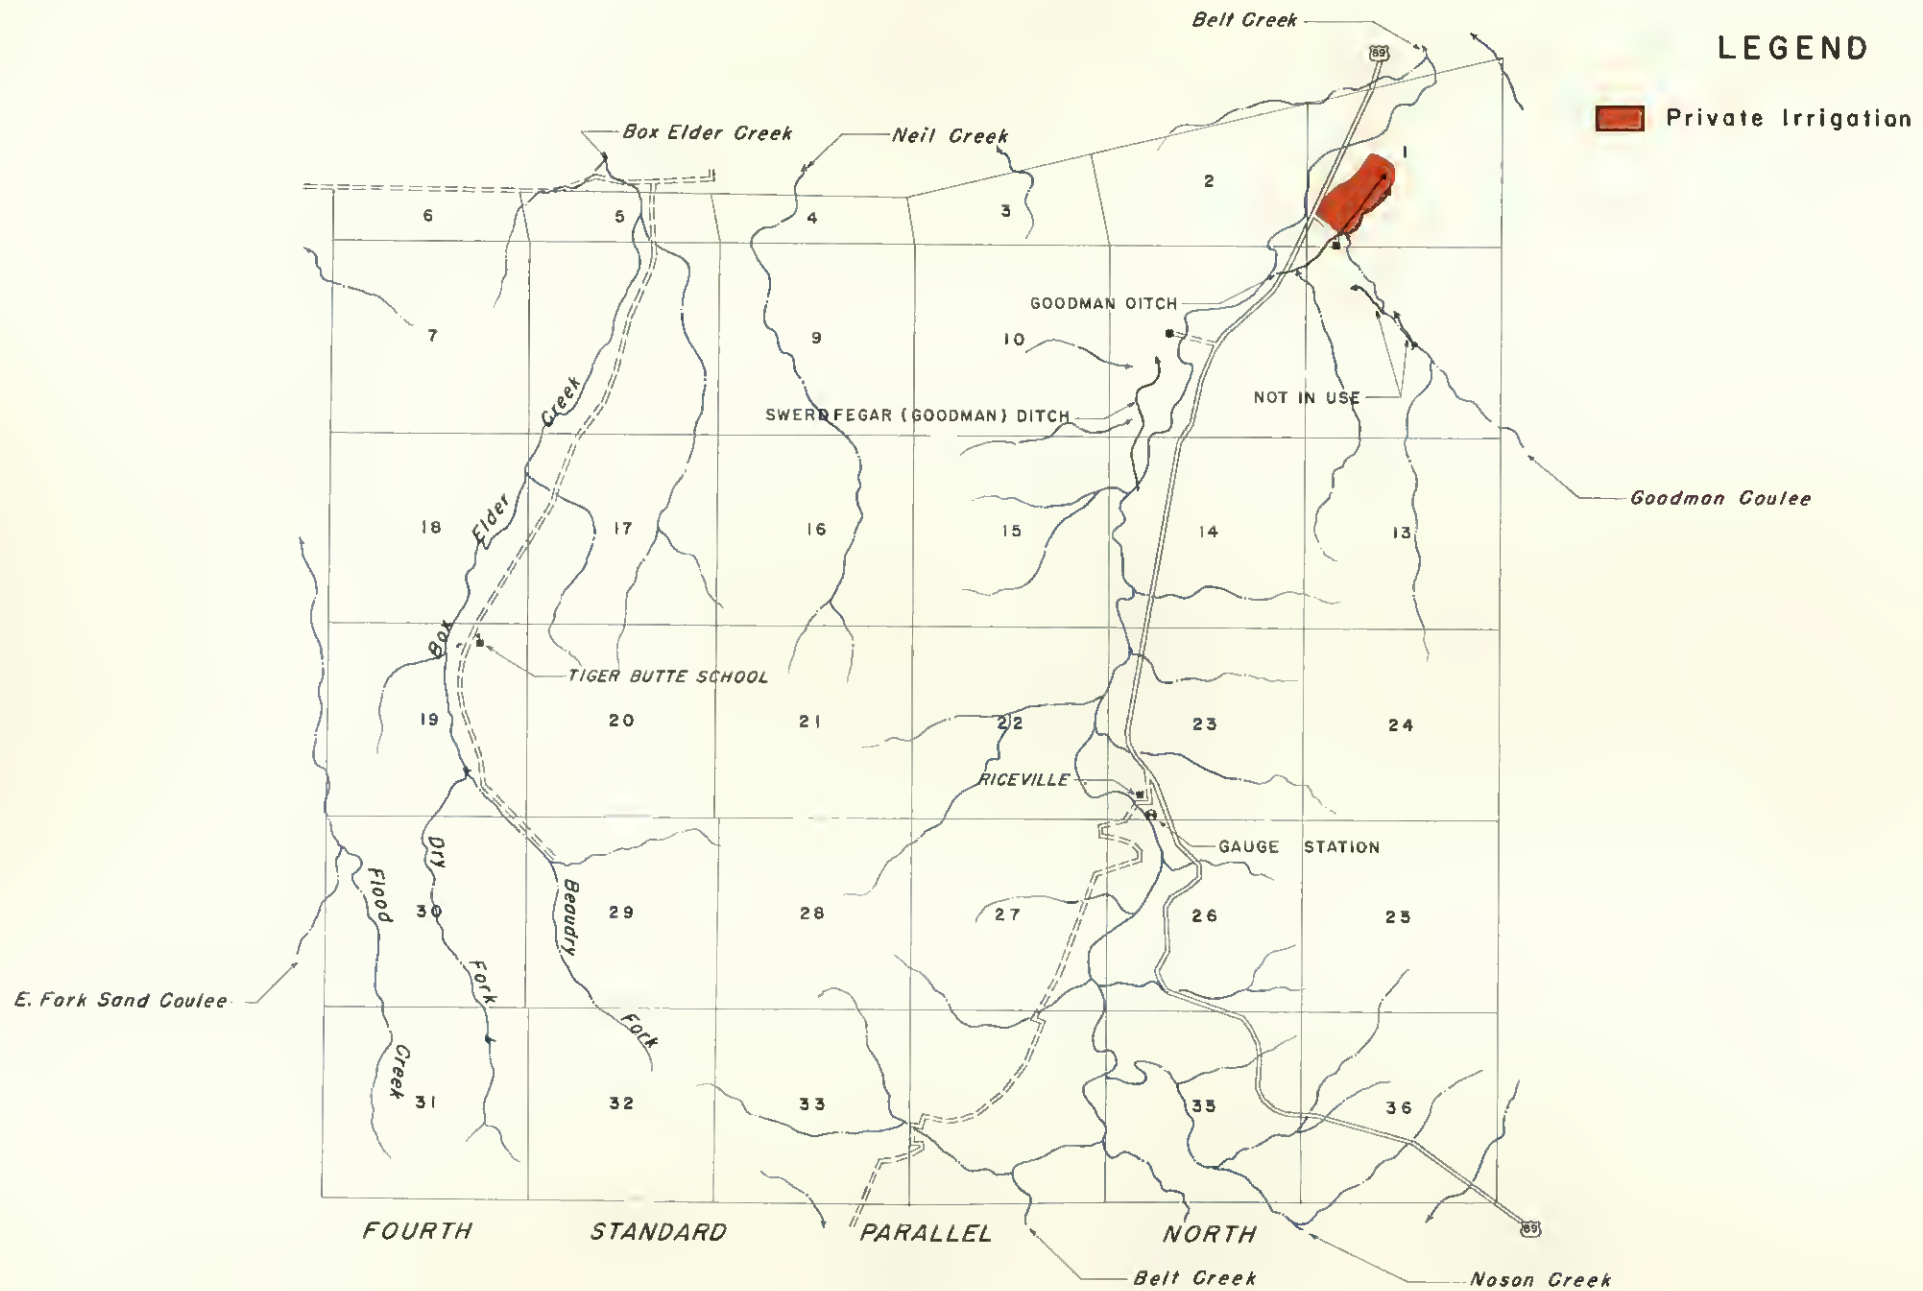 Belt Creek
89
LEGEND
Private Irrigation
Box Elder Creek
Neil Creek
1
2
3
4
5
6
7
9
10
GOODMAN DITCH
NOT IN USE
SWERDFEGAR (GOODMAN) DITCH
Goodman Coulee
18
17
16
15
14
13
Box Elder Creek
TIGER BUTTE SCHOOL
19
20
21
22
23
24
RICEVILLE
GAUGE STATION
Flood Creek
Dry Fork
Beaudry Fork
30
29
28
27
26
25
E. Fork Sand Coulee
31
32
33
35
36
89
FOURTH STANDARD PARALLEL NORTH
Belt Creek
Noson Creek